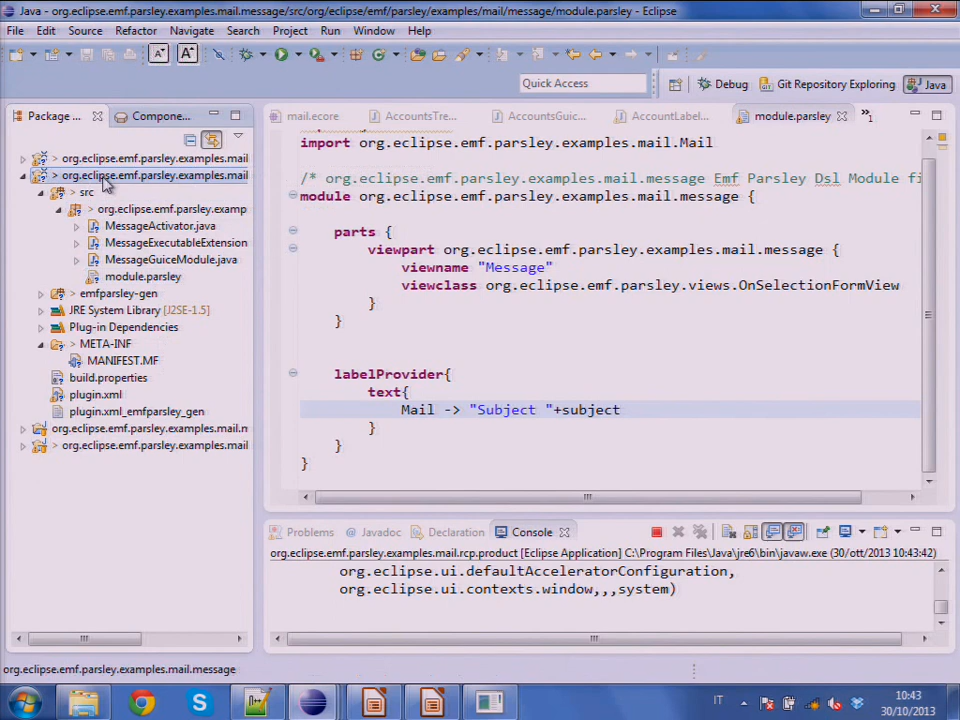 Java - org.eclipse.emf.parsley.examples.mail.message/src/org/eclipse/emf/parsley/examples/mail/message/module.parsley - Eclipse
File Edit Source Refactor Navigate Search Project Run Window Help
Quick Access Debug Git Repository Exploring Java
Package ... Compone...
mail.ecore AccountsTre... AccountsGuic... AccountLabel... module.parsley »1
org.eclipse.emf.parsley.examples.mail
> org.eclipse.emf.parsley.examples.mail
> src
> org.eclipse.emf.parsley.examp
MessageActivator.java
MessageExecutableExtension
MessageGuiceModule.java
module.parsley
> emfparsley-gen
JRE System Library [J2SE-1.5]
Plug-in Dependencies
> META-INF
MANIFEST.MF
build.properties
plugin.xml
plugin.xml_emfparsley_gen
org.eclipse.emf.parsley.examples.mail.m
> org.eclipse.emf.parsley.examples.mail
import org.eclipse.emf.parsley.examples.mail.Mail
/* org.eclipse.emf.parsley.examples.mail.message Emf Parsley Dsl Module fi
module org.eclipse.emf.parsley.examples.mail.message {
parts {
viewpart org.eclipse.emf.parsley.examples.mail.message {
viewname "Message"
viewclass org.eclipse.emf.parsley.views.OnSelectionFormView
}
}
labelProvider{
text{
Mail -> "Subject "+subject
}
}
}
Problems Javadoc Declaration Console
org.eclipse.emf.parsley.examples.mail.rcp.product [Eclipse Application] C:\Program Files\Java\jre6\bin\javaw.exe (30/ott/2013 10:43:42)
org.eclipse.ui.defaultAcceleratorConfiguration,
org.eclipse.ui.contexts.window,,,system)
org.eclipse.emf.parsley.examples.mail.message
IT
10:43
30/10/2013